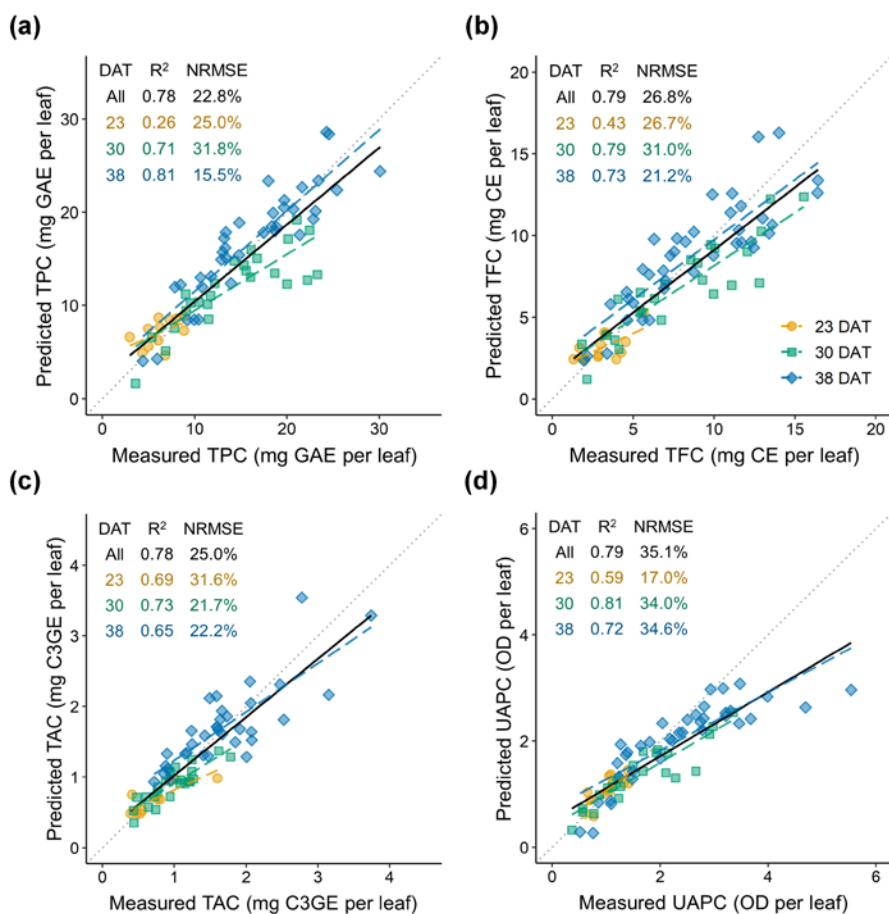 (a)
DAT R² NRMSE
All 0.78 22.8%
23 0.26 25.0%
30 0.71 31.8%
38 0.81 15.5%
30
20
10
0
Predicted TPC (mg GAE per leaf)
0 10 20 30
Measured TPC (mg GAE per leaf)
(b)
DAT R² NRMSE
All 0.79 26.8%
23 0.43 26.7%
30 0.79 31.0%
38 0.73 21.2%
20
15
10
5
0
Predicted TFC (mg CE per leaf)
23 DAT
30 DAT
38 DAT
0 5 10 15 20
Measured TFC (mg CE per leaf)
(c)
DAT R² NRMSE
All 0.78 25.0%
23 0.69 31.6%
30 0.73 21.7%
38 0.65 22.2%
4
3
2
1
0
Predicted TAC (mg C3GE per leaf)
0 1 2 3 4
Measured TAC (mg C3GE per leaf)
(d)
DAT R² NRMSE
All 0.79 35.1%
23 0.59 17.0%
30 0.81 34.0%
38 0.72 34.6%
6
4
2
0
Predicted UAPC (OD per leaf)
0 2 4 6
Measured UAPC (OD per leaf)